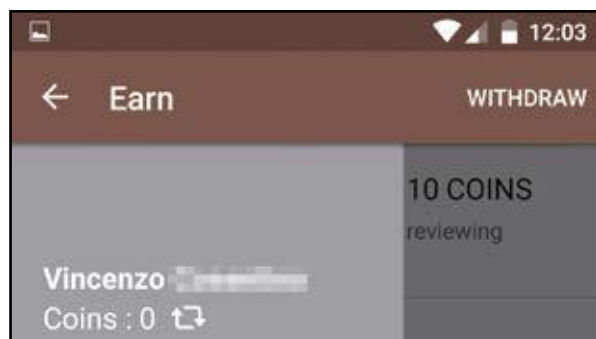 12:03
Earn WITHDRAW
10 COINS
reviewing
Vincenzo
Coins : 0